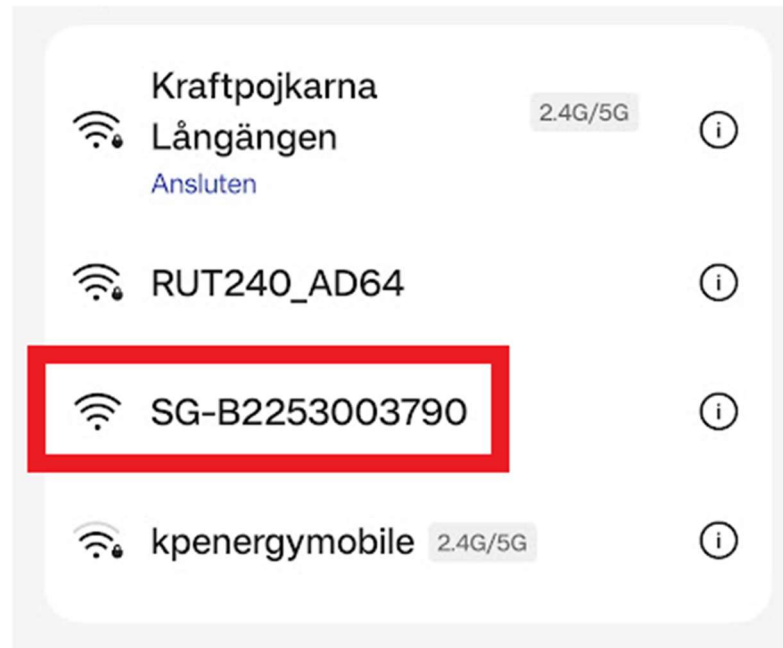 Kraftpojkarna
Långängen
2.4G/5G
Ansluten
RUT240_AD64
SG-B2253003790
kpenergymobile 2.4G/5G